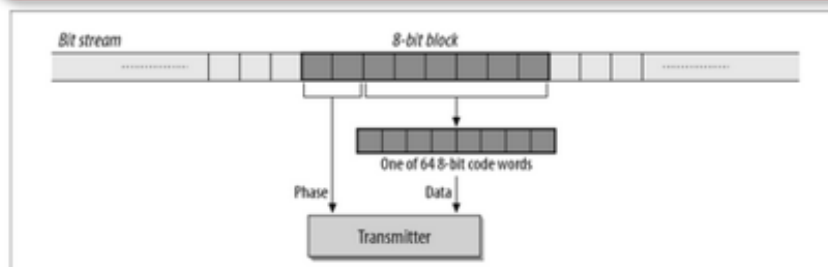 Bit stream
8-bit block
One of 64 8-bit code words
Phase
Data
Transmitter